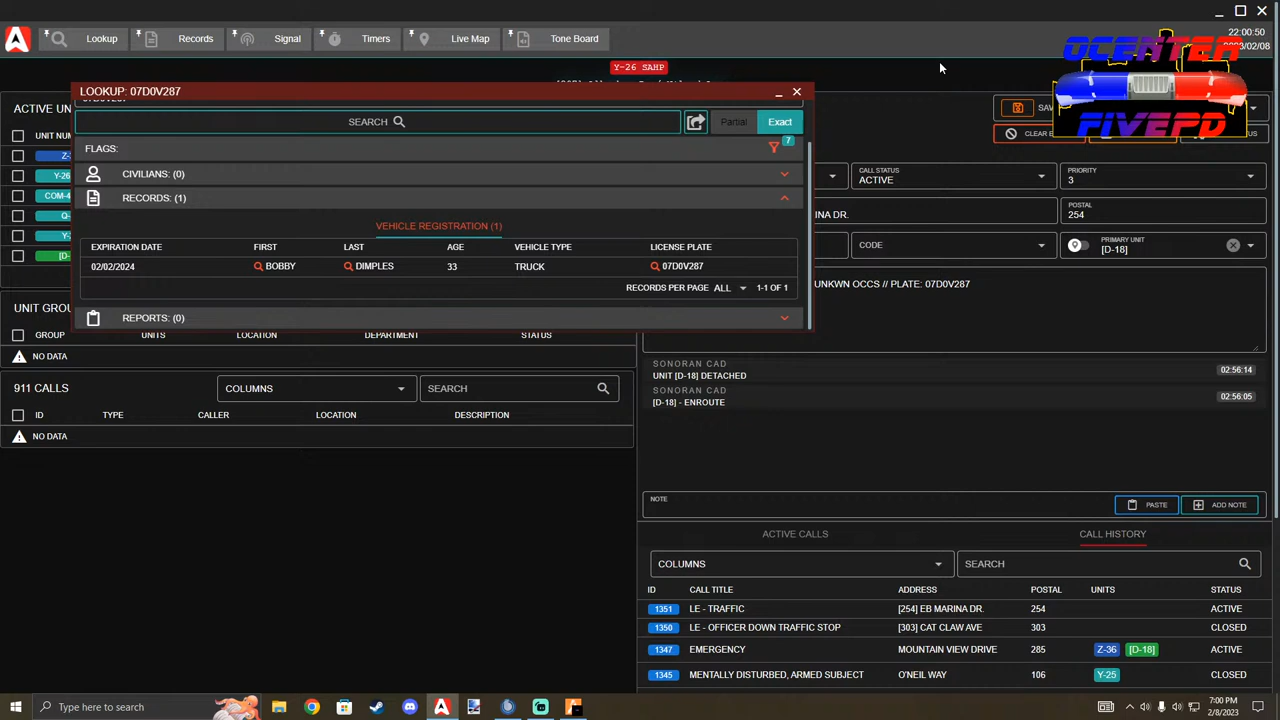 Lookup
Records
Signal
Timers
Live Map
Tone Board
22:00:50
Y-26 SAHP
OCENTER
FIVEPD
LOOKUP: 07D0V287
SEARCH
Partial
Exact
FLAGS:
7
CIVILIANS: (0)
RECORDS: (1)
VEHICLE REGISTRATION (1)
EXPIRATION DATE FIRST LAST AGE VEHICLE TYPE LICENSE PLATE
02/02/2024 BOBBY DIMPLES 33 TRUCK 07D0V287
RECORDS PER PAGE ALL 1-1 OF 1
REPORTS: (0)
ACTIVE UN
UNIT NUM
Z-
Y-26
COM-4
Q-
Y-
[D-
UNIT GROU
GROUP UNITS LOCATION DEPARTMENT STATUS
NO DATA
911 CALLS
COLUMNS
SEARCH
ID TYPE CALLER LOCATION DESCRIPTION
NO DATA
SAV
CLEAR
US
CALL STATUS
ACTIVE
PRIORITY
3
INA DR.
POSTAL
254
CODE
PRIMARY UNIT
[D-18]
UNKWN OCCS // PLATE: 07D0V287
SONORAN CAD
UNIT [D-18] DETACHED
02:56:14
SONORAN CAD
[D-18] - ENROUTE
02:56:05
NOTE
PASTE
ADD NOTE
ACTIVE CALLS
CALL HISTORY
COLUMNS
SEARCH
ID CALL TITLE ADDRESS POSTAL UNITS STATUS
1351 LE - TRAFFIC [254] EB MARINA DR. 254 ACTIVE
1350 LE - OFFICER DOWN TRAFFIC STOP [303] CAT CLAW AVE 303 CLOSED
1347 EMERGENCY MOUNTAIN VIEW DRIVE 285 Z-36 [D-18] ACTIVE
1345 MENTALLY DISTURBED, ARMED SUBJECT O'NEIL WAY 106 Y-25 CLOSED
Type here to search
7:00 PM
2/8/2023